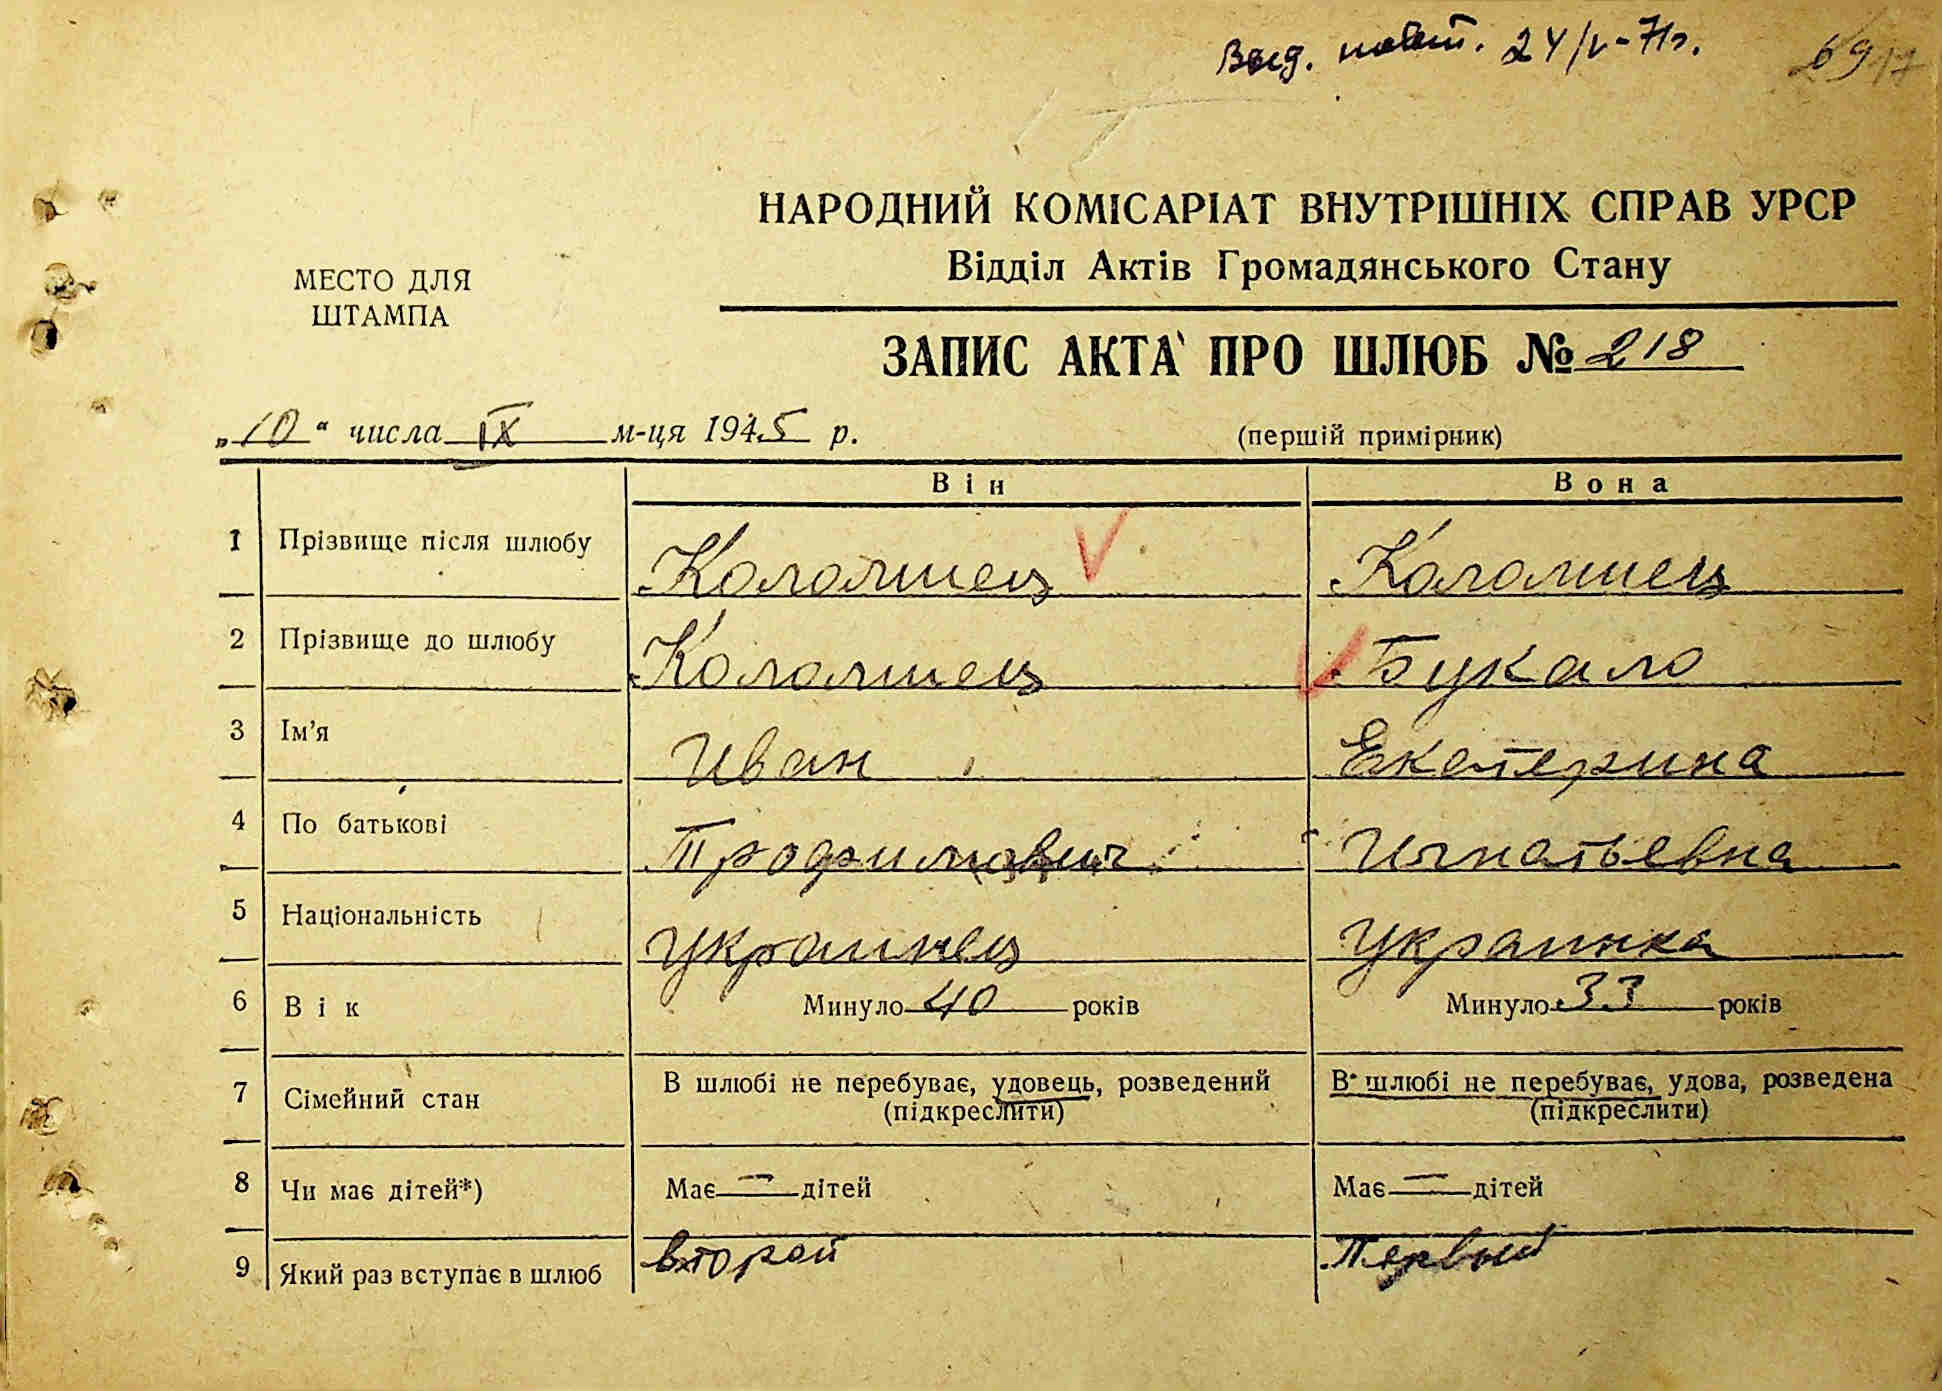 Выд. повт. 24/V-71г.
69
НАРОДНИЙ КОМІСАРІАТ ВНУТРІШНІХ СПРАВ УРСР
Відділ Актів Громадянського Стану
МЕСТО ДЛЯ
ШТАМПА
ЗАПИС АКТА ПРО ШЛЮБ № 218
„10“ числа IX м-ця 1945 р.
(першій примірник)
Він Вона
1 Прізвище після шлюбу Коломиец Коломиец
2 Прізвище до шлюбу Коломиец Букало
3 Ім'я Иван Екатерина
4 По батькові Трофимович Игнатьевна
5 Національність Украинец Украинка
6 Вік Минуло 40 років Минуло 33 років
7 Сімейний стан В шлюбі не перебуває, удовець, розведений (підкреслити) В шлюбі не перебуває, удова, розведена (підкреслити)
8 Чи має дітей*) Має — дітей Має — дітей
9 Який раз вступає в шлюб второй Первый